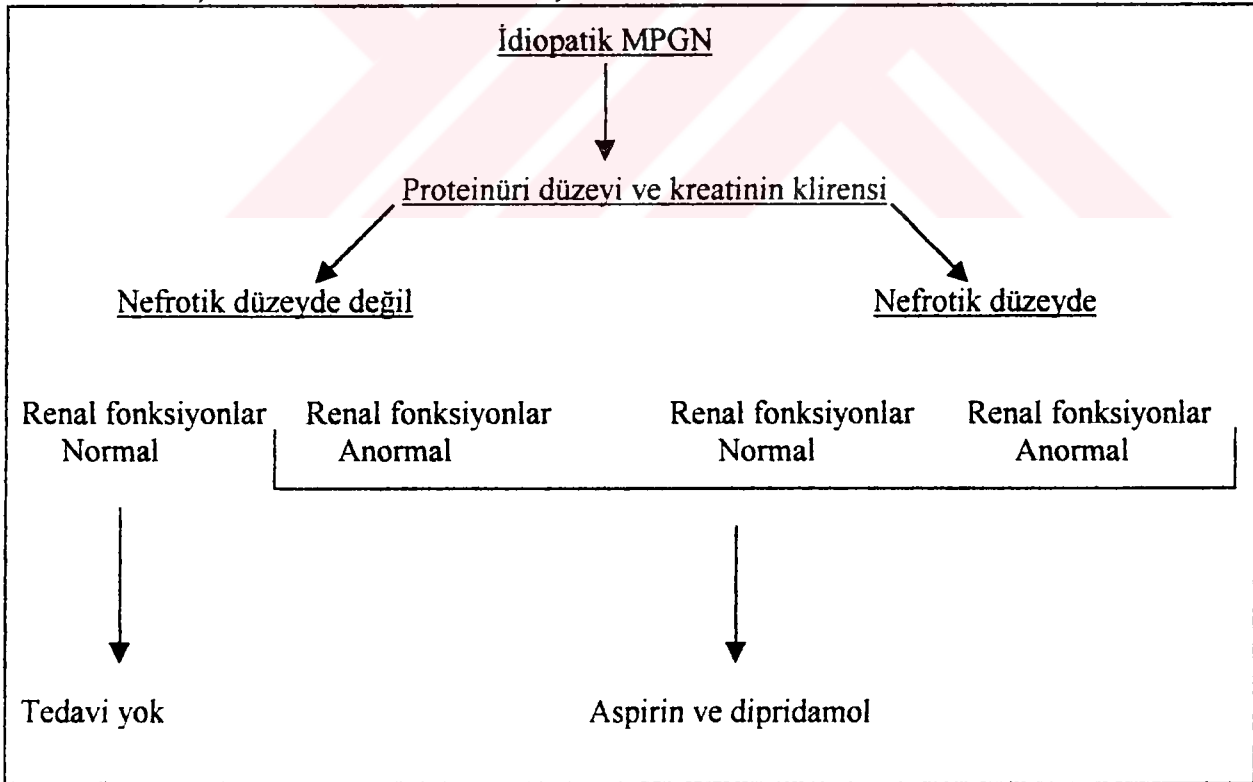 İdiopatik MPGN
Proteinüri düzeyi ve kreatinin klirensi
Nefrotik düzeyde değil
Nefrotik düzeyde
Renal fonksiyonlar Normal
Renal fonksiyonlar Anormal
Renal fonksiyonlar Normal
Renal fonksiyonlar Anormal
Tedavi yok
Aspirin ve dipridamol